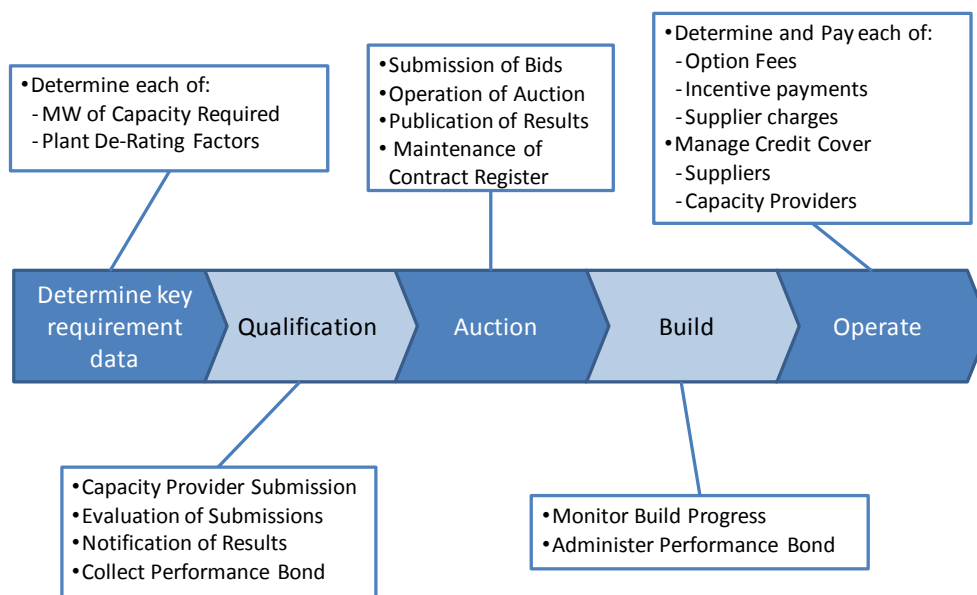 •Determine each of:
- MW of Capacity Required
- Plant De-Rating Factors
•Submission of Bids
•Operation of Auction
•Publication of Results
• Maintenance of
Contract Register
•Determine and Pay each of:
- Option Fees
- Incentive payments
- Supplier charges
•Manage Credit Cover
- Suppliers
- Capacity Providers
Determine key
requirement
data
Qualification
Auction
Build
Operate
•Capacity Provider Submission
•Evaluation of Submissions
•Notification of Results
•Collect Performance Bond
•Monitor Build Progress
•Administer Performance Bond